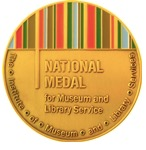 NATIONAL
MEDAL
for Museum and
Library Service
The Institute of Museum and Library Services